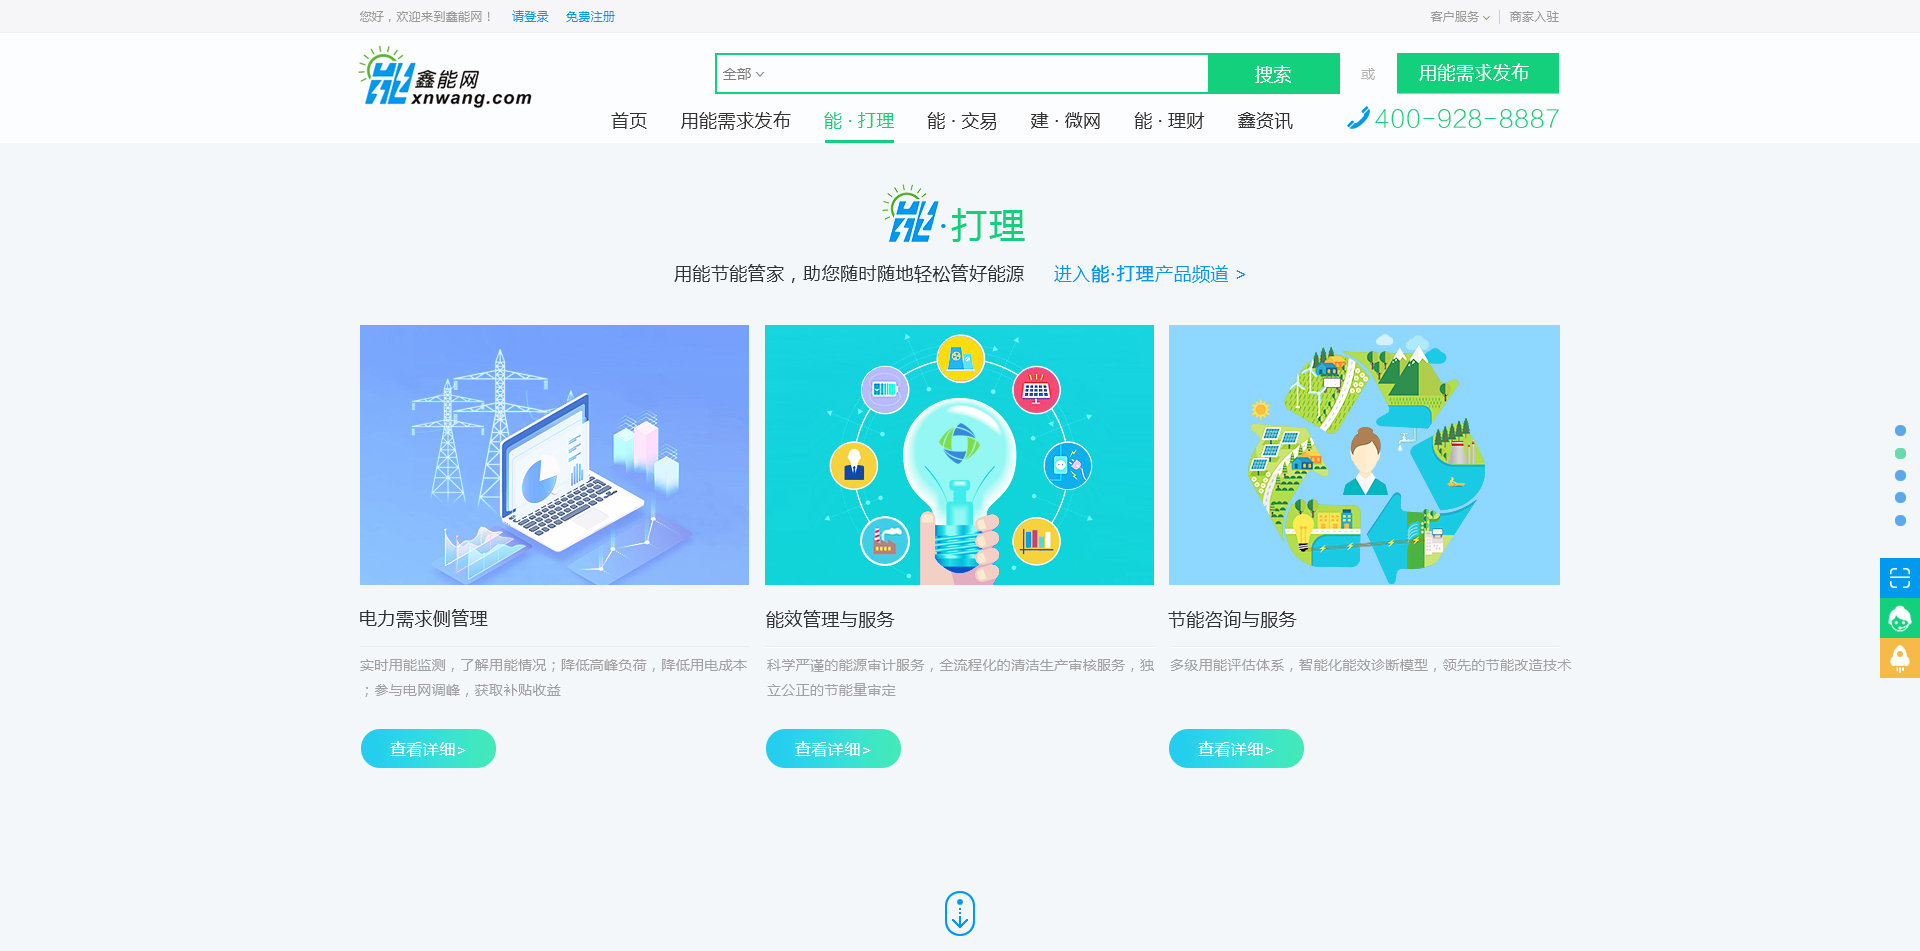 您好，欢迎来到鑫能网！ 请登录 免费注册 客户服务 商家入驻
鑫能网
xnwang.com
全部 搜索 或 用能需求发布
首页 用能需求发布 能·打理 能·交易 建·微网 能·理财 鑫资讯 400-928-8887
能·打理
用能节能管家，助您随时随地轻松管好能源 进入能·打理产品频道 >
电力需求侧管理
实时用能监测，了解用能情况；降低高峰负荷，降低用电成本
；参与电网调峰，获取补贴收益
查看详细>
能效管理与服务
科学严谨的能源审计服务，全流程化的清洁生产审核服务，独
立公正的节能量审定
查看详细>
节能咨询与服务
多级用能评估体系，智能化能效诊断模型，领先的节能改造技术
查看详细>